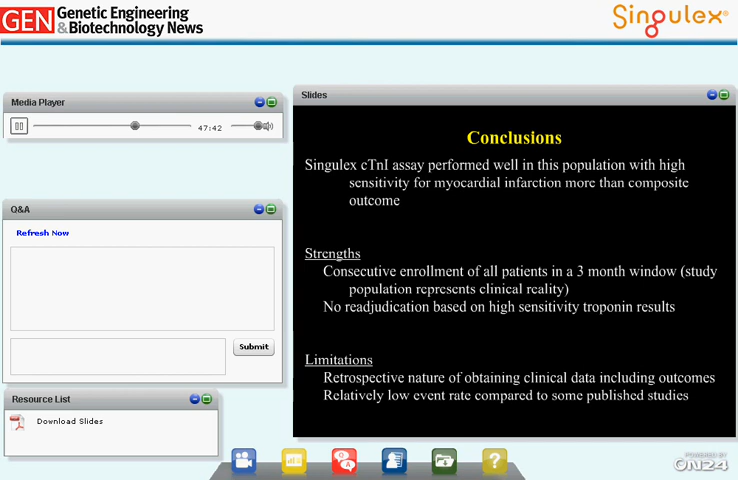 GEN Genetic Engineering
& Biotechnology News
Singulex®
Media Player
47:42
Q&A
Refresh Now
Submit
Resource List
Download Slides
Slides
Conclusions
Singulex cTnI assay performed well in this population with high
sensitivity for myocardial infarction more than composite
outcome
Strengths
Consecutive enrollment of all patients in a 3 month window (study
population represents clinical reality)
No readjudication based on high sensitivity troponin results
Limitations
Retrospective nature of obtaining clinical data including outcomes
Relatively low event rate compared to some published studies
Q
A
?
POWERED BY
ON24